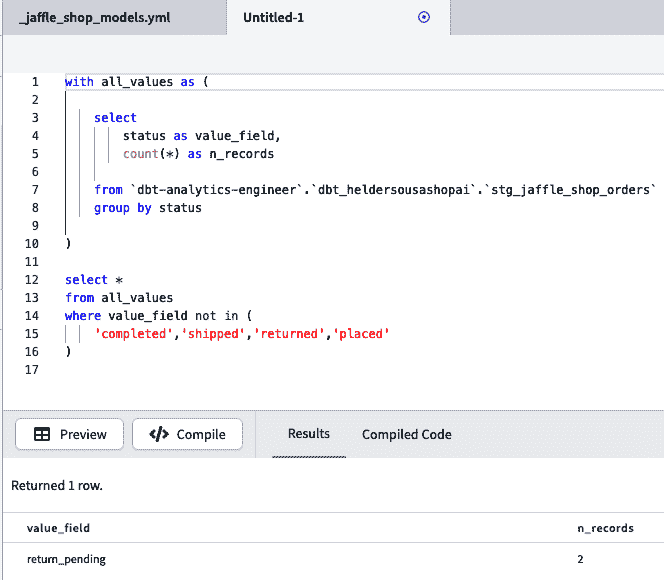 _jaffle_shop_models.yml
Untitled-1
1 with all_values as (
2
3 select
4 status as value_field,
5 count(*) as n_records
6
7 from `dbt-analytics-engineer`.`dbt_heldersousashopai`.`stg_jaffle_shop_orders`
8 group by status
9
10 )
11
12 select *
13 from all_values
14 where value_field not in (
15 'completed','shipped','returned','placed'
16 )
17
Preview </> Compile Results Compiled Code
Returned 1 row.
value_field n_records
return_pending 2